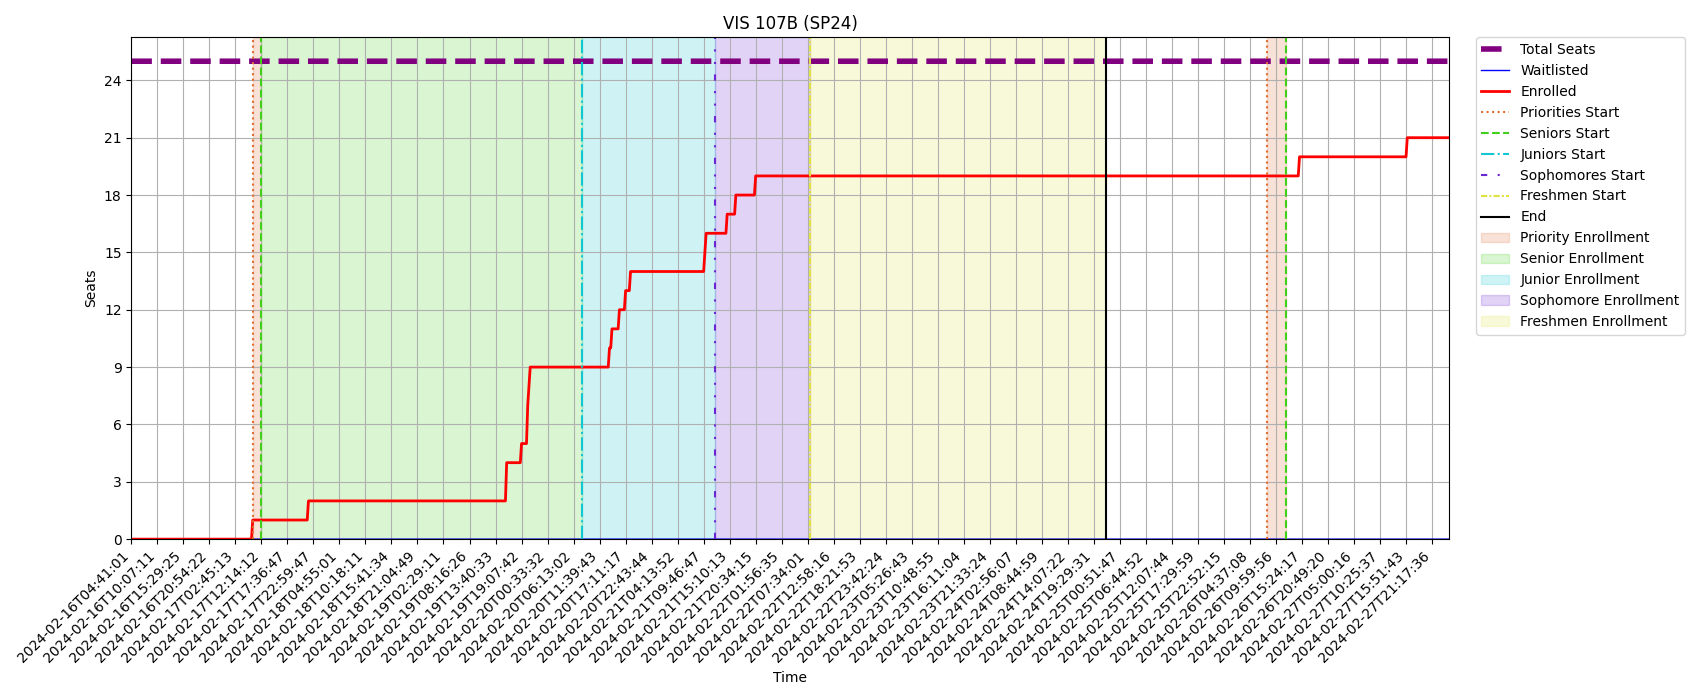 VIS 107B (SP24)
Seats
24
21
18
15
12
9
6
3
0
2024-02-16T04:41:01
2024-02-16T10:07:11
2024-02-16T15:29:25
2024-02-16T20:54:22
2024-02-17T02:45:13
2024-02-17T12:14:12
2024-02-17T17:36:47
2024-02-17T22:59:47
2024-02-18T04:55:01
2024-02-18T10:18:11
2024-02-18T15:41:34
2024-02-18T21:04:49
2024-02-19T02:29:11
2024-02-19T08:16:26
2024-02-19T13:40:33
2024-02-19T19:07:42
2024-02-20T00:33:32
2024-02-20T06:13:02
2024-02-20T11:39:43
2024-02-20T17:11:17
2024-02-20T22:43:44
2024-02-21T04:13:52
2024-02-21T09:46:47
2024-02-21T15:10:13
2024-02-21T20:34:15
2024-02-22T01:56:35
2024-02-22T07:34:01
2024-02-22T12:58:16
2024-02-22T18:21:53
2024-02-22T23:42:24
2024-02-23T05:26:43
2024-02-23T10:48:55
2024-02-23T16:11:04
2024-02-23T21:33:24
2024-02-24T02:56:07
2024-02-24T08:44:59
2024-02-24T14:07:22
2024-02-24T19:29:31
2024-02-25T00:51:47
2024-02-25T06:44:52
2024-02-25T12:07:44
2024-02-25T17:29:59
2024-02-25T22:52:15
2024-02-26T04:37:08
2024-02-26T09:59:56
2024-02-26T15:24:17
2024-02-26T20:49:20
2024-02-27T05:00:16
2024-02-27T10:25:37
2024-02-27T15:51:43
2024-02-27T21:17:36
Time
Total Seats
Waitlisted
Enrolled
Priorities Start
Seniors Start
Juniors Start
Sophomores Start
Freshmen Start
End
Priority Enrollment
Senior Enrollment
Junior Enrollment
Sophomore Enrollment
Freshmen Enrollment